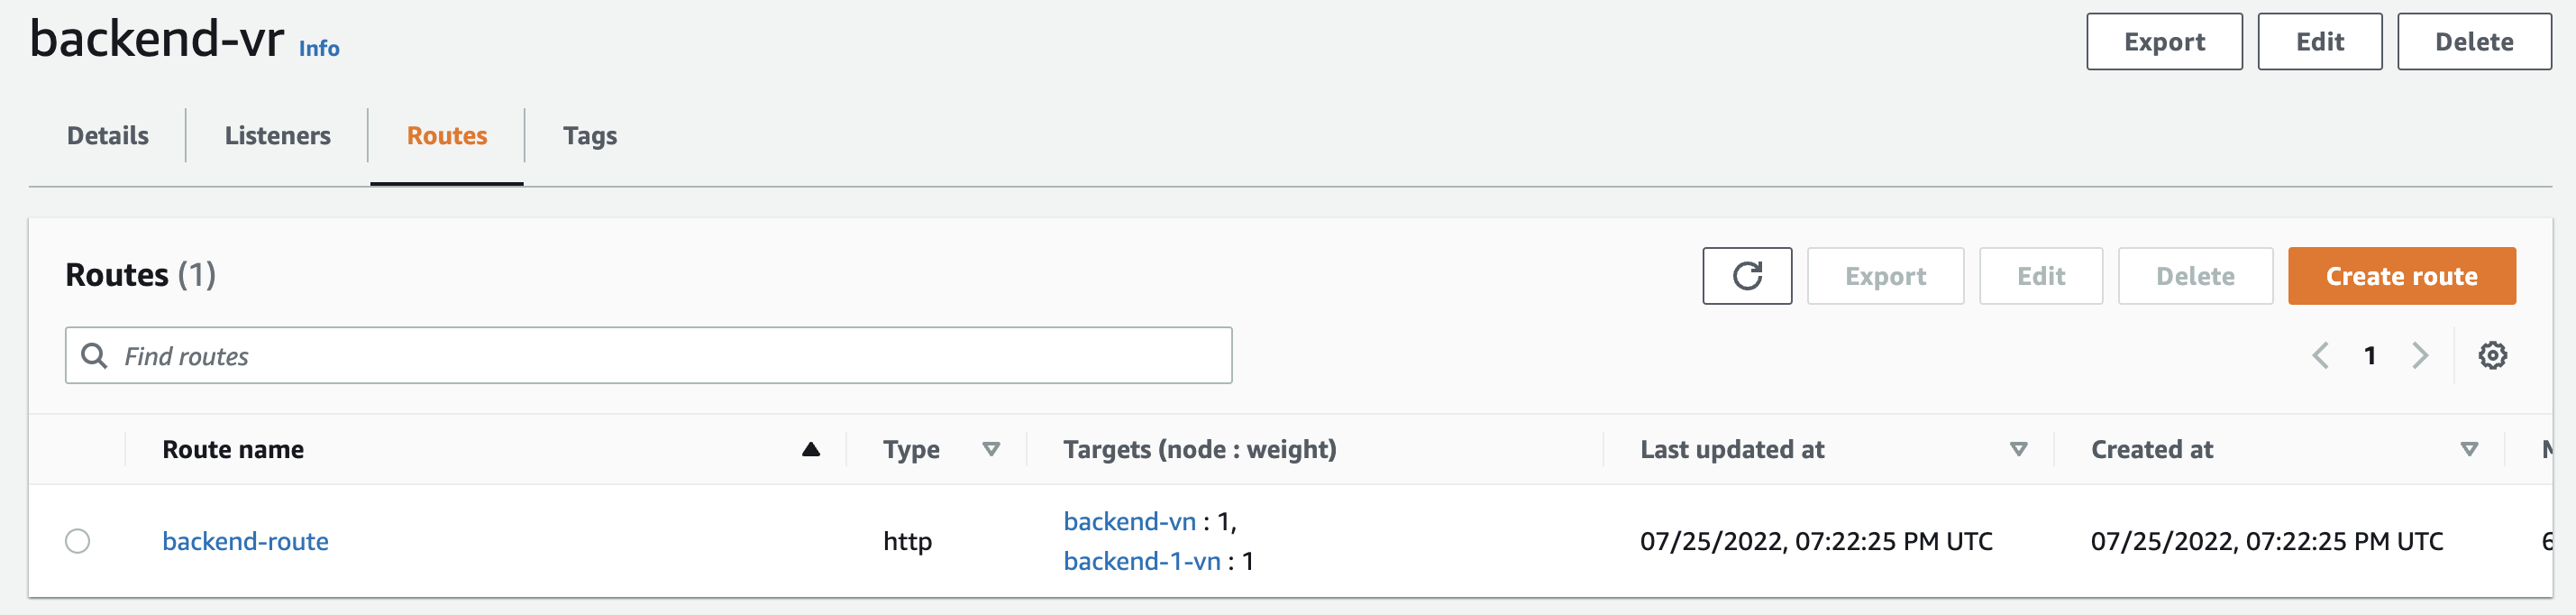 backend-vr Info
Export Edit Delete
Details Listeners Routes Tags
Routes (1)
Export Edit Delete Create route
Find routes
1
Route name Type Targets (node : weight) Last updated at Created at
backend-route http backend-vn : 1, 07/25/2022, 07:22:25 PM UTC 07/25/2022, 07:22:25 PM UTC
backend-1-vn : 1